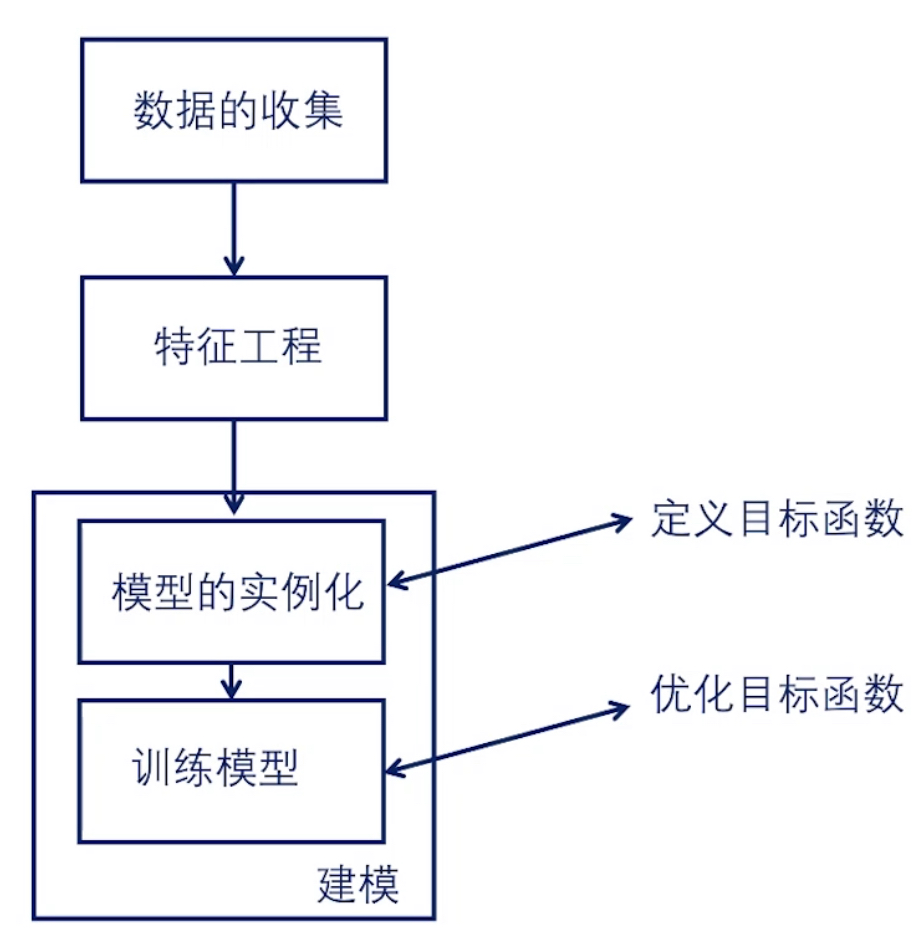 数据的收集
特征工程
模型的实例化
定义目标函数
训练模型
优化目标函数
建模